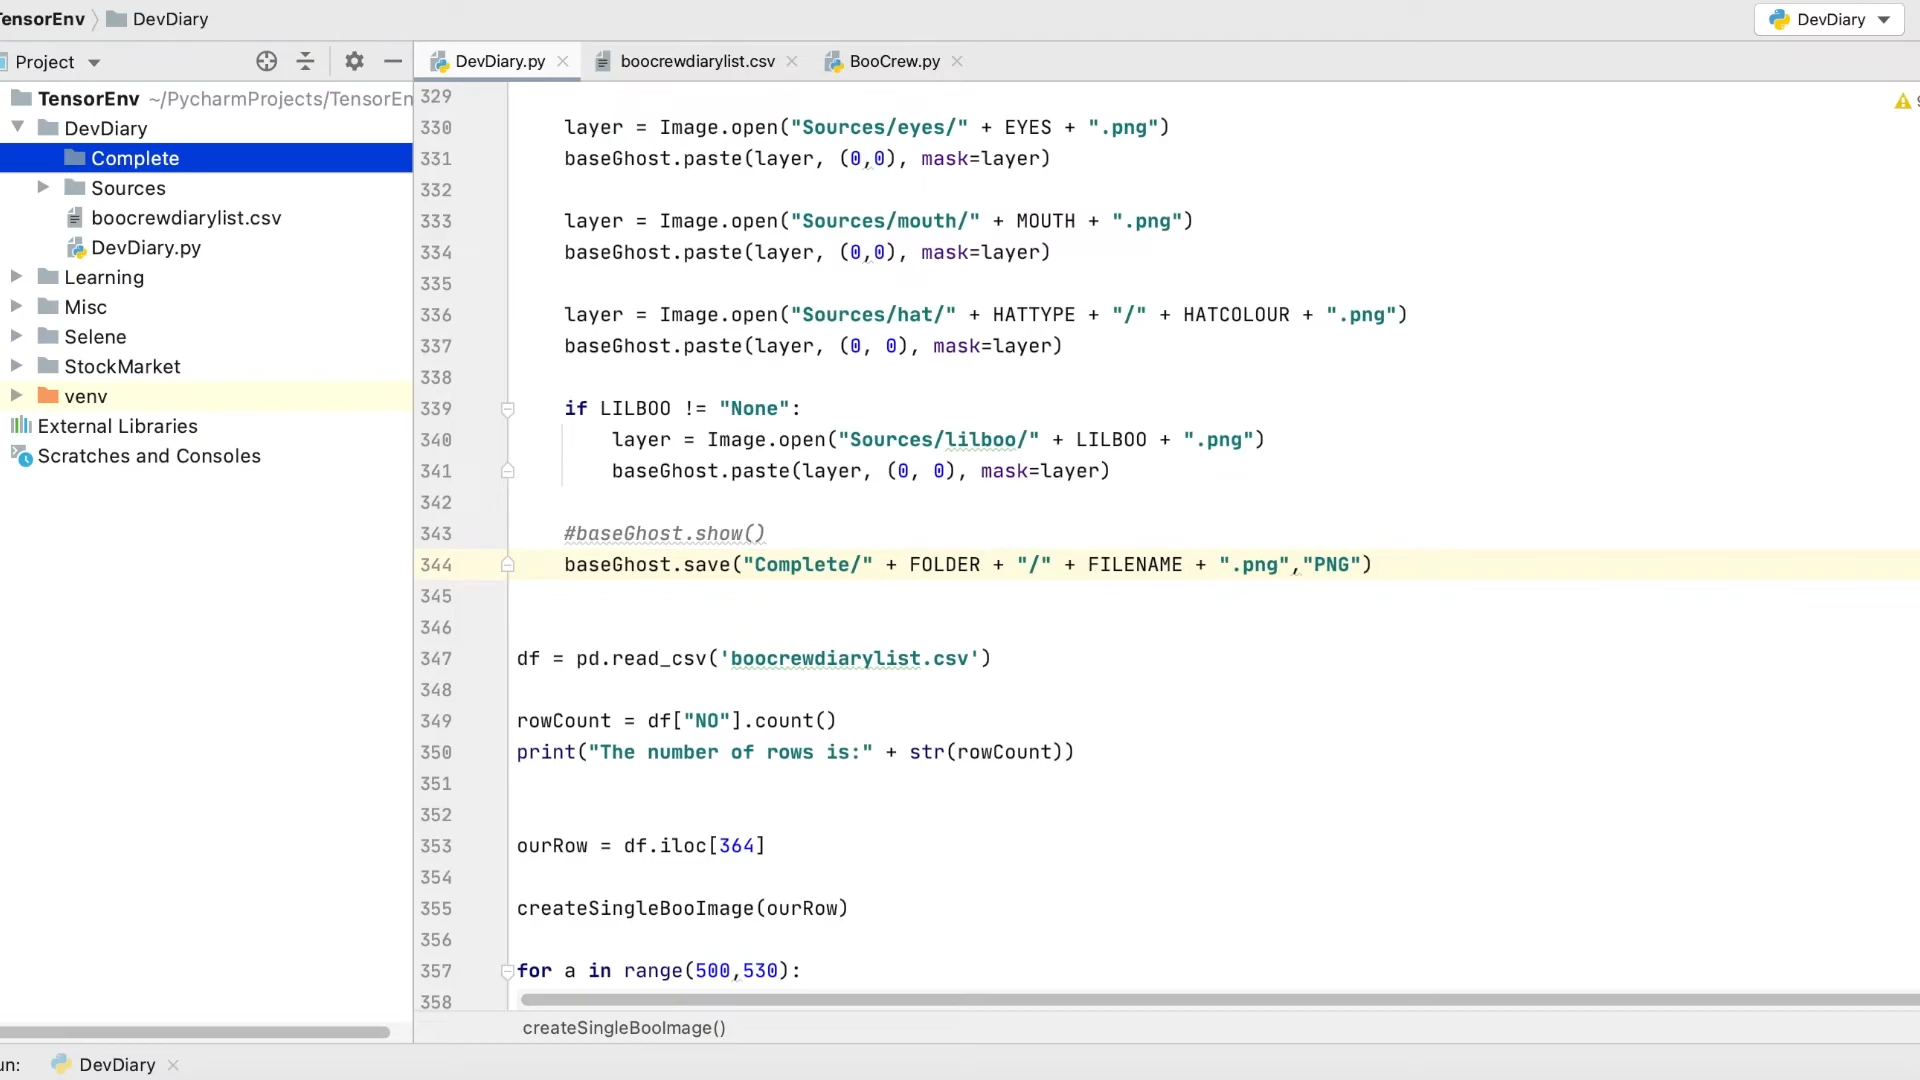 TensorEnv DevDiary DevDiary
Project
DevDiary.py boocrewdiarylist.csv BooCrew.py
TensorEnv ~/PycharmProjects/TensorEn
DevDiary
Complete
Sources
boocrewdiarylist.csv
DevDiary.py
Learning
Misc
Selene
StockMarket
venv
External Libraries
Scratches and Consoles
329
330 layer = Image.open("Sources/eyes/" + EYES + ".png")
331 baseGhost.paste(layer, (0,0), mask=layer)
332
333 layer = Image.open("Sources/mouth/" + MOUTH + ".png")
334 baseGhost.paste(layer, (0,0), mask=layer)
335
336 layer = Image.open("Sources/hat/" + HATTYPE + "/" + HATCOLOUR + ".png")
337 baseGhost.paste(layer, (0, 0), mask=layer)
338
339 if LILBOO != "None":
340 layer = Image.open("Sources/lilboo/" + LILBOO + ".png")
341 baseGhost.paste(layer, (0, 0), mask=layer)
342
343 #baseGhost.show()
344 baseGhost.save("Complete/" + FOLDER + "/" + FILENAME + ".png","PNG")
345
346
347 df = pd.read_csv('boocrewdiarylist.csv')
348
349 rowCount = df["NO"].count()
350 print("The number of rows is:" + str(rowCount))
351
352
353 ourRow = df.iloc[364]
354
355 createSingleBooImage(ourRow)
356
357 for a in range(500,530):
358
createSingleBooImage()
un: DevDiary